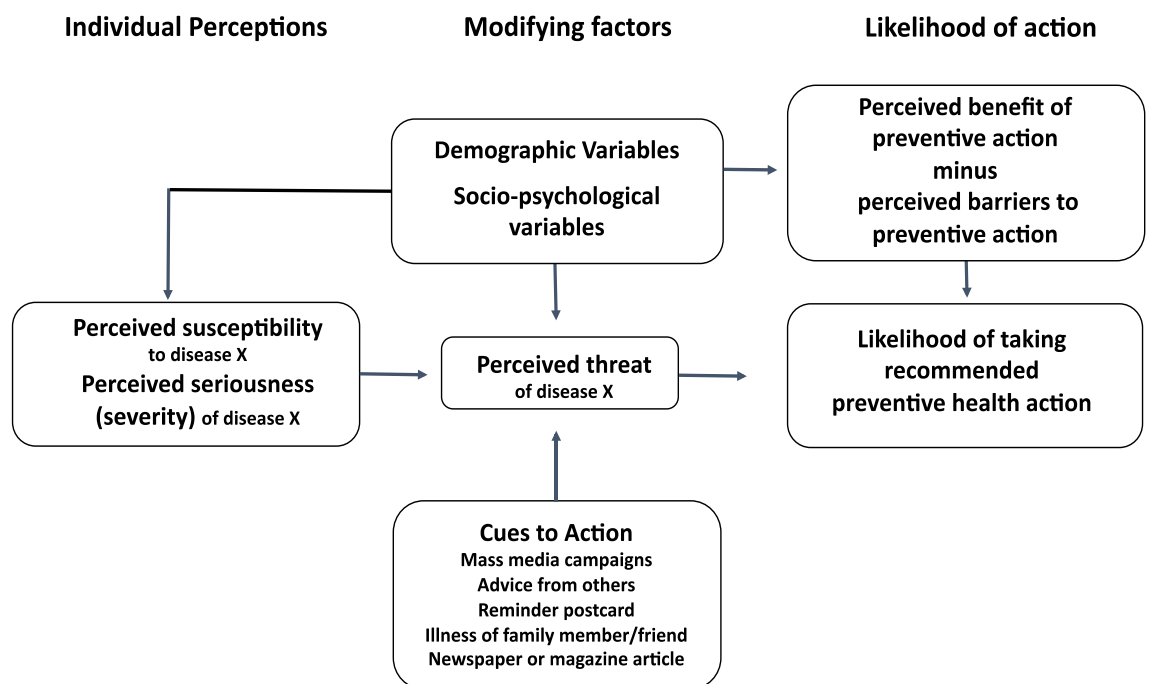 Individual Perceptions
Modifying factors
Likelihood of action
Demographic Variables
Socio-psychological
variables
Perceived benefit of
preventive action
minus
perceived barriers to
preventive action
Perceived susceptibility
to disease X
Perceived seriousness
(severity) of disease X
Perceived threat
of disease X
Likelihood of taking
recommended
preventive health action
Cues to Action
Mass media campaigns
Advice from others
Reminder postcard
Illness of family member/friend
Newspaper or magazine article